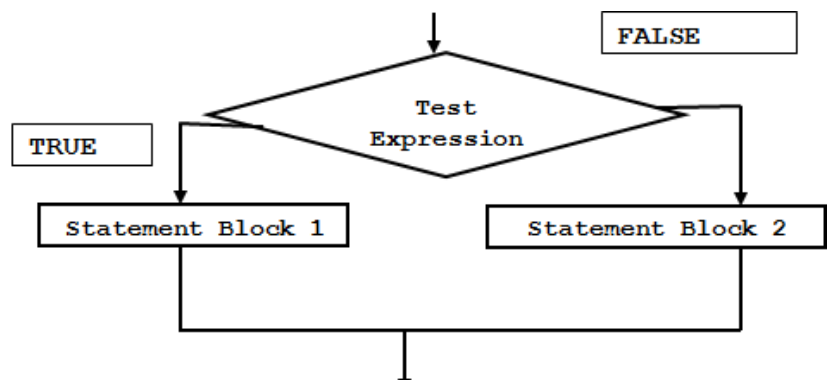 FALSE
Test
Expression
TRUE
Statement Block 1
Statement Block 2